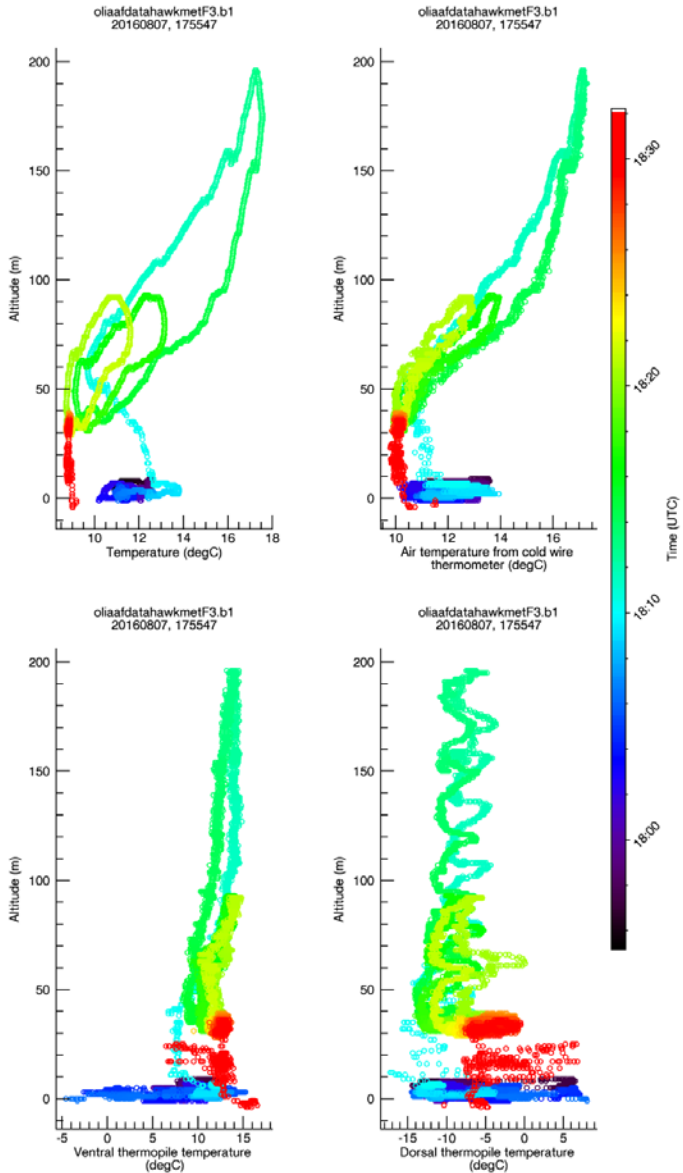 oliaafdatahawkmetF3.b1
20160807, 175547
oliaafdatahawkmetF3.b1
20160807, 175547
200
150
100
50
0
Altitude (m)
10 12 14 16 18
Temperature (degC)
200
150
100
50
0
Altitude (m)
10 12 14 16
Air temperature from cold wire
thermometer (degC)
18:30
18:20
18:10
18:00
Time (UTC)
oliaafdatahawkmetF3.b1
20160807, 175547
oliaafdatahawkmetF3.b1
20160807, 175547
200
150
100
50
0
Altitude (m)
-5 0 5 10 15
Ventral thermopile temperature
(degC)
200
150
100
50
0
Altitude (m)
-15 -10 -5 0 5
Dorsal thermopile temperature
(degC)